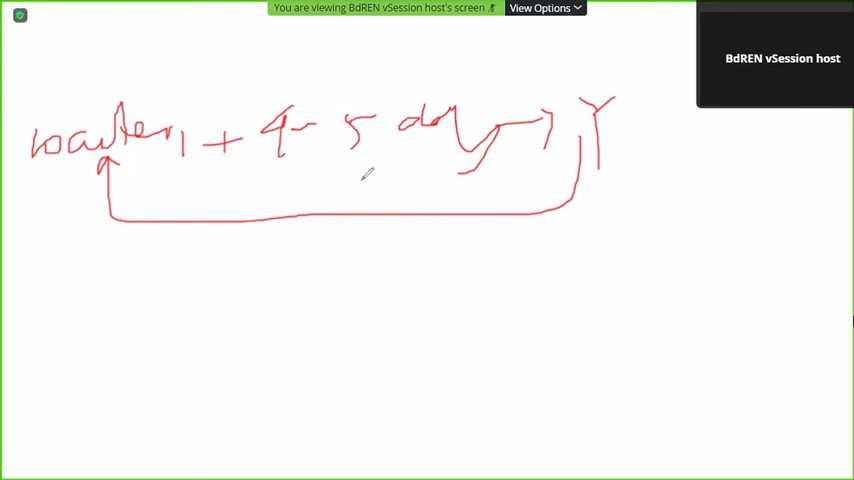 You are viewing BdREN vSession host's screen
View Options
BdREN vSession host
water, + 4- 5 day → Y